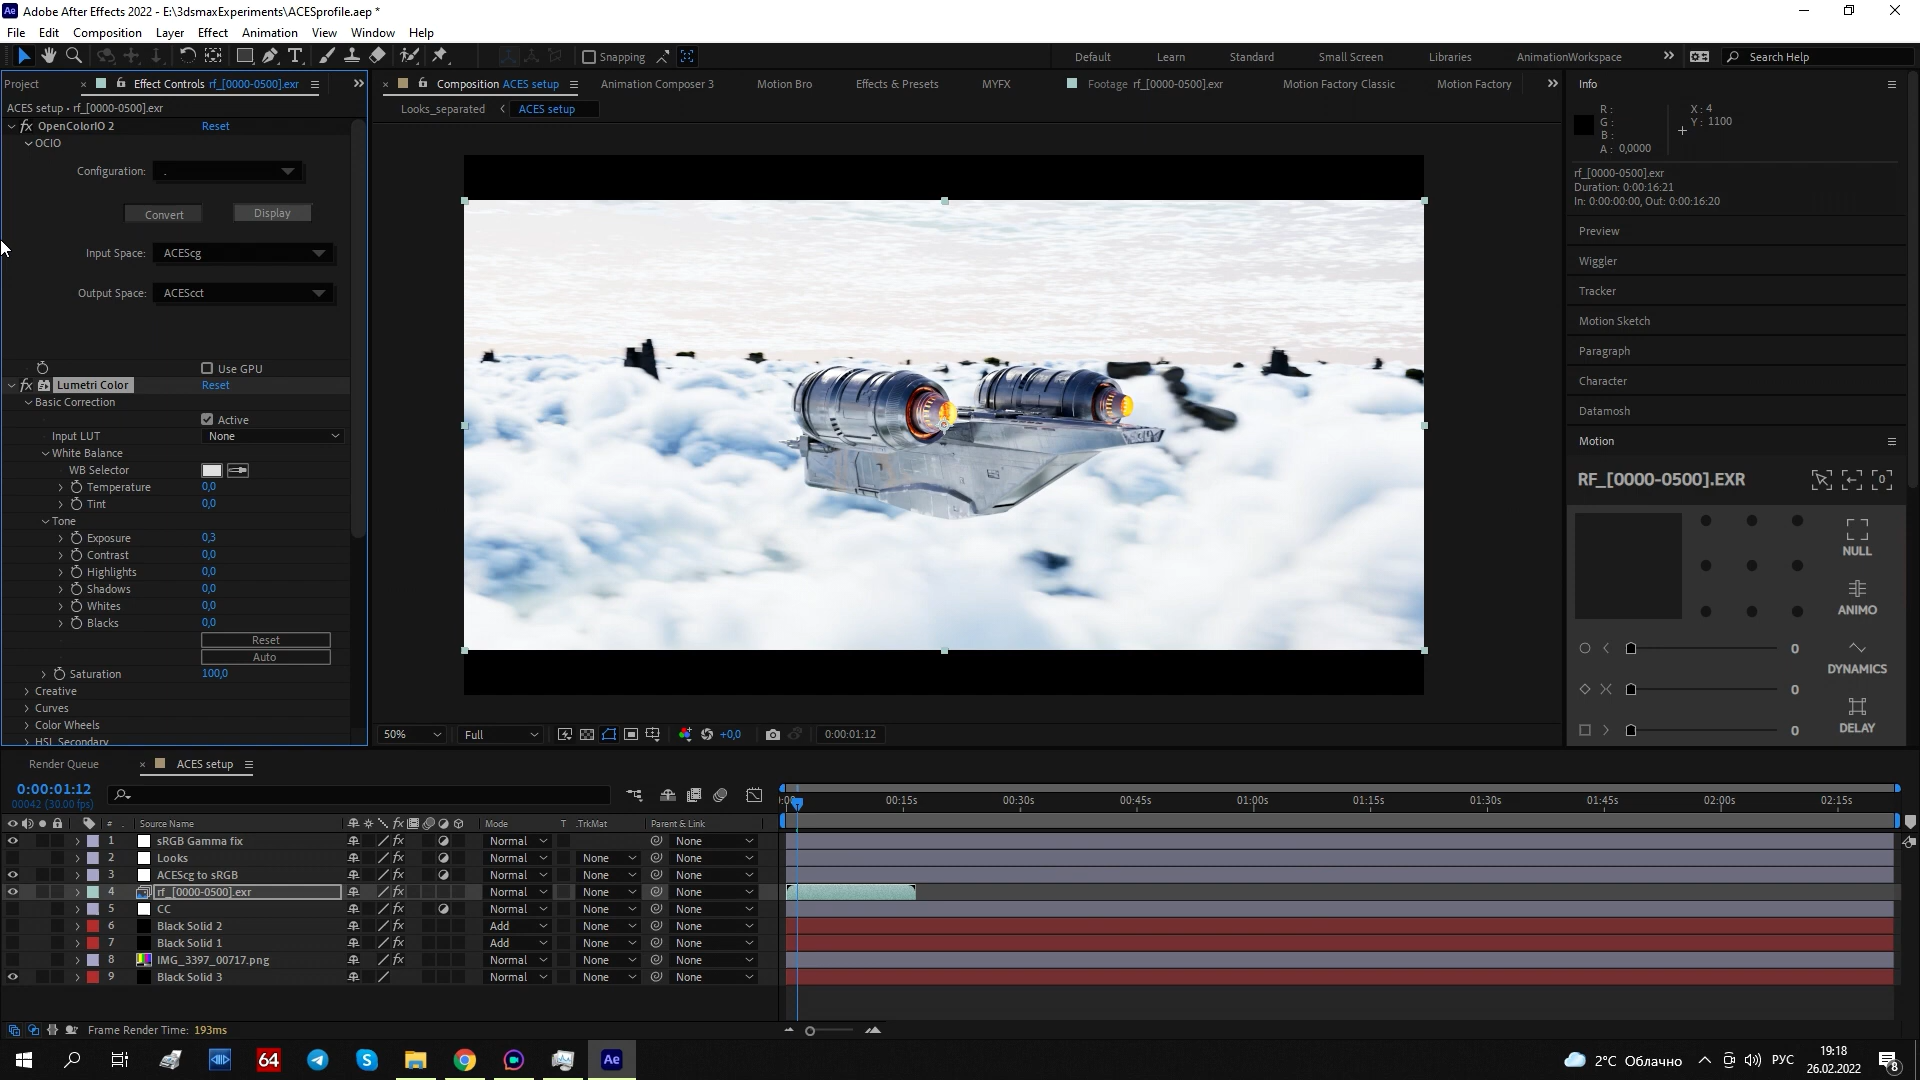 Adobe After Effects 2022 - E:\3dsmaxExperiments\ACESprofile.aep *
File Edit Composition Layer Effect Animation View Window Help
Snapping Default Learn Standard Small Screen Libraries AnimationWorkspace Search Help
Project Effect Controls rf_[0000-0500].exr
Composition ACES setup Animation Composer 3 Motion Bro Effects & Presets MYFX Footage rf_[0000-0500].exr Motion Factory Classic Motion Factory
ACES setup • rf_[0000-0500].exr
Looks_separated ACES setup
OpenColorIO 2 Reset
OCIO
Configuration: .
Convert Display
Input Space: ACEScg
Output Space: ACEScct
Use GPU
Lumetri Color Reset
Basic Correction
Active
Input LUT None
White Balance
WB Selector
Temperature 0,0
Tint 0,0
Tone
Exposure 0,3
Contrast 0,0
Highlights 0,0
Shadows 0,0
Whites 0,0
Blacks 0,0
Reset
Auto
Saturation 100,0
Creative
Curves
Color Wheels
HSL Secondary
50% Full +0,0 0:00:01:12
Info
R :
G :
B :
A : 0,0000
X : 4
Y : 1100
rf_[0000-0500].exr
Duration: 0:00:16:21
In: 0:00:00:00, Out: 0:00:16:20
Preview
Wiggler
Tracker
Motion Sketch
Paragraph
Character
Datamosh
Motion
RF_[0000-0500].EXR
NULL
ANIMO
0
DYNAMICS
0
DELAY
0
Render Queue ACES setup
0:00:01:12
00042 (30.00 fps)
00:15s 00:30s 00:45s 01:00s 01:15s 01:30s 01:45s 02:00s 02:15s
# Source Name Mode T .TrkMat Parent & Link
1 sRGB Gamma fix Normal None
2 Looks Normal None None
3 ACEScg to sRGB Normal None None
4 rf_[0000-0500].exr Normal None None
5 CC Normal None None
6 Black Solid 2 Add None None
7 Black Solid 1 Add None None
8 IMG_3397_00717.png Normal None None
9 Black Solid 3 Normal None None
Frame Render Time: 193ms
64 Ae 2°C Облачно РУС 19:18
26.02.2022
8